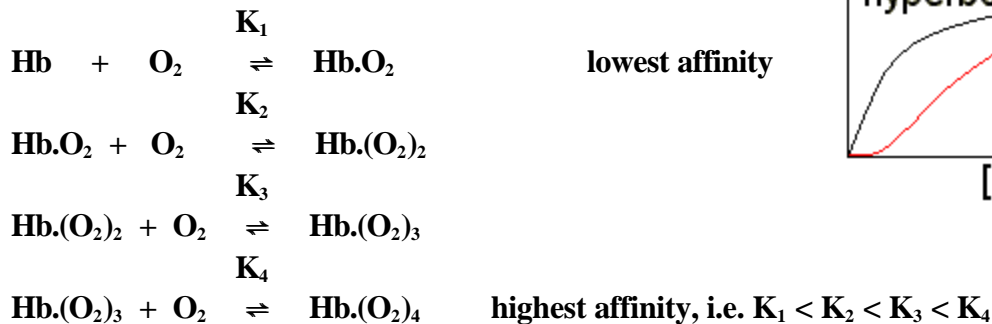 K₁
Hb + O₂ ⇌ Hb.O₂ lowest affinity
K₂
Hb.O₂ + O₂ ⇌ Hb.(O₂)₂
K₃
Hb.(O₂)₂ + O₂ ⇌ Hb.(O₂)₃
K₄
Hb.(O₂)₃ + O₂ ⇌ Hb.(O₂)₄ highest affinity, i.e. K₁ < K₂ < K₃ < K₄
[